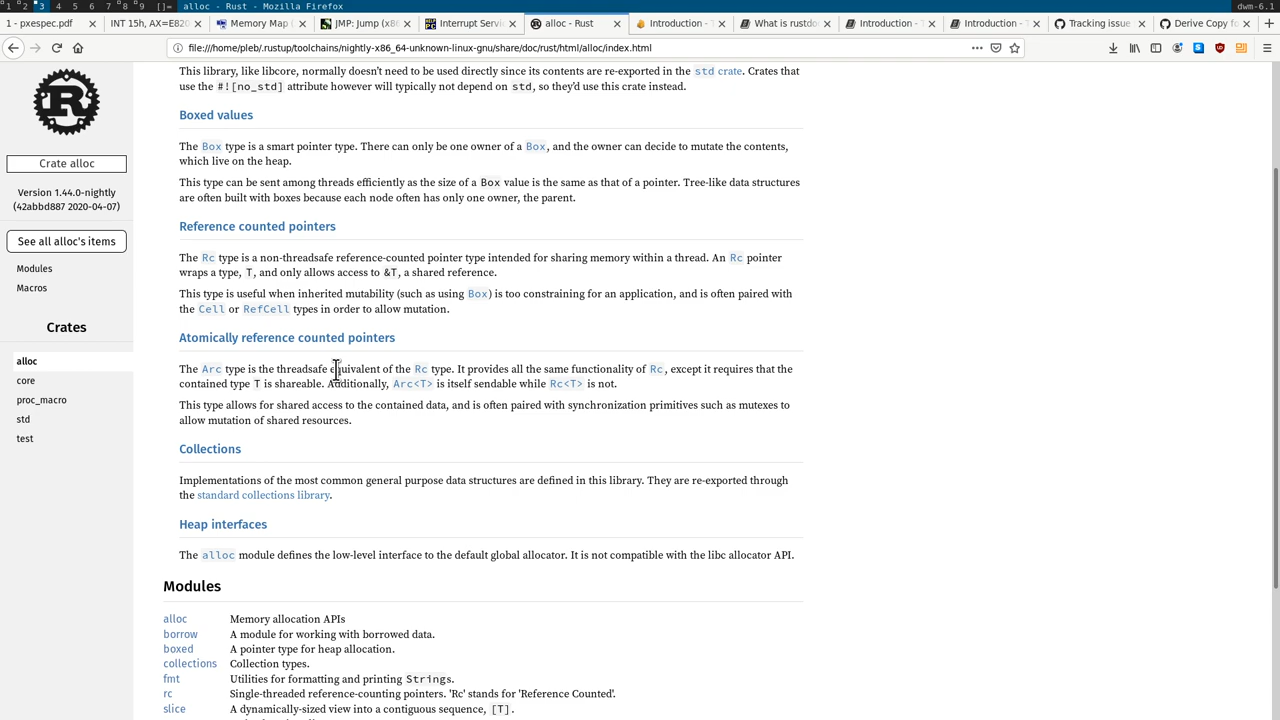 1 2 3 4 5 6 7 8 9 []= alloc - Rust - Mozilla Firefox dwm-6.1
1 - pxespec.pdf
INT 15h, AX=E820
Memory Map (
JMP: Jump (x86
Interrupt Servic
alloc - Rust
Introduction - T
What is rustdoc
Introduction - T
Introduction - T
Tracking issue
Derive Copy fo
file:///home/pleb/.rustup/toolchains/nightly-x86_64-unknown-linux-gnu/share/doc/rust/html/alloc/index.html
Crate alloc
Version 1.44.0-nightly
(42abbd887 2020-04-07)
See all alloc's items
Modules
Macros
Crates
alloc
core
proc_macro
std
test
This library, like libcore, normally doesn't need to be used directly since its contents are re-exported in the std crate. Crates that
use the #![no_std] attribute however will typically not depend on std, so they'd use this crate instead.
Boxed values
The Box type is a smart pointer type. There can only be one owner of a Box, and the owner can decide to mutate the contents,
which live on the heap.
This type can be sent among threads efficiently as the size of a Box value is the same as that of a pointer. Tree-like data structures
are often built with boxes because each node often has only one owner, the parent.
Reference counted pointers
The Rc type is a non-threadsafe reference-counted pointer type intended for sharing memory within a thread. An Rc pointer
wraps a type, T, and only allows access to &T, a shared reference.
This type is useful when inherited mutability (such as using Box) is too constraining for an application, and is often paired with
the Cell or RefCell types in order to allow mutation.
Atomically reference counted pointers
The Arc type is the threadsafe equivalent of the Rc type. It provides all the same functionality of Rc, except it requires that the
contained type T is shareable. Additionally, Arc<T> is itself sendable while Rc<T> is not.
This type allows for shared access to the contained data, and is often paired with synchronization primitives such as mutexes to
allow mutation of shared resources.
Collections
Implementations of the most common general purpose data structures are defined in this library. They are re-exported through
the standard collections library.
Heap interfaces
The alloc module defines the low-level interface to the default global allocator. It is not compatible with the libc allocator API.
Modules
alloc Memory allocation APIs
borrow A module for working with borrowed data.
boxed A pointer type for heap allocation.
collections Collection types.
fmt Utilities for formatting and printing Strings.
rc Single-threaded reference-counting pointers. 'Rc' stands for 'Reference Counted'.
slice A dynamically-sized view into a contiguous sequence, [T].